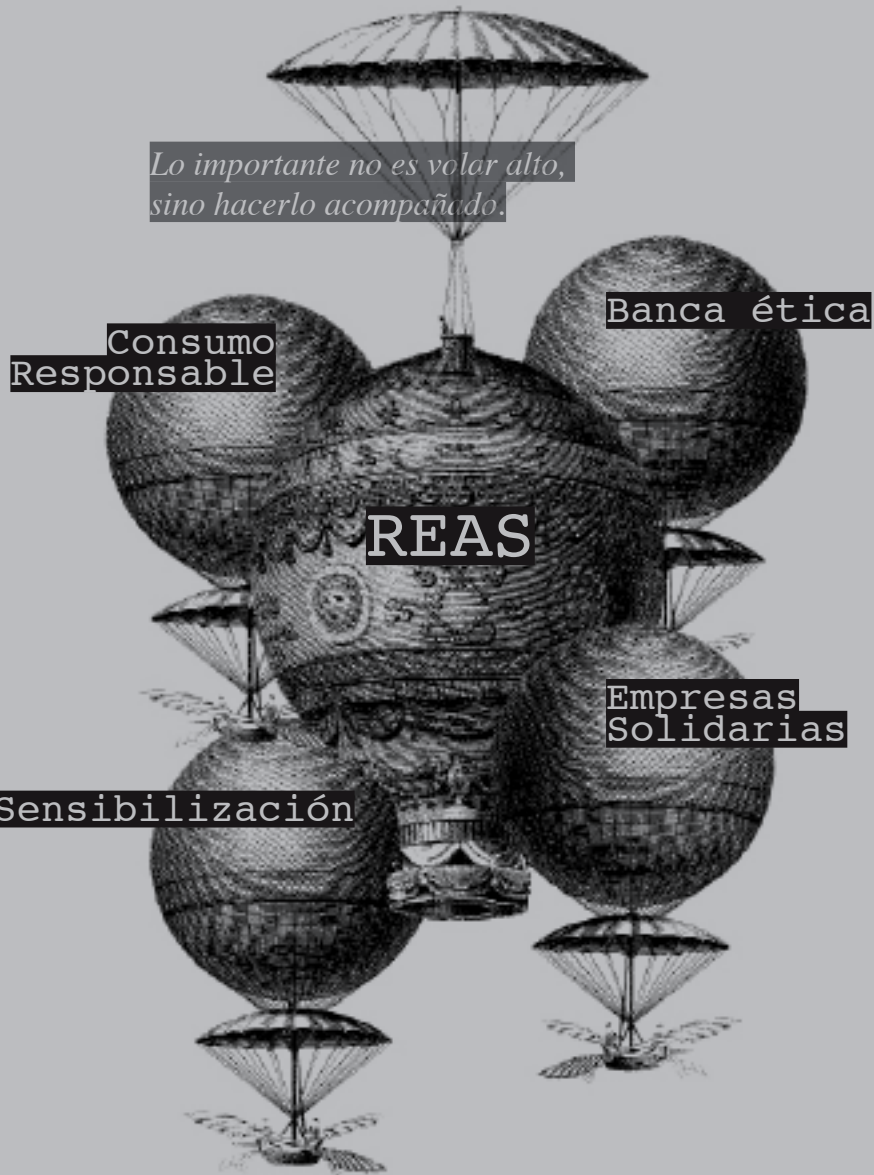 Lo importante no es volar alto,
sino hacerlo acompañado.
Banca ética
Consumo
Responsable
REAS
Empresas
Solidarias
Sensibilización